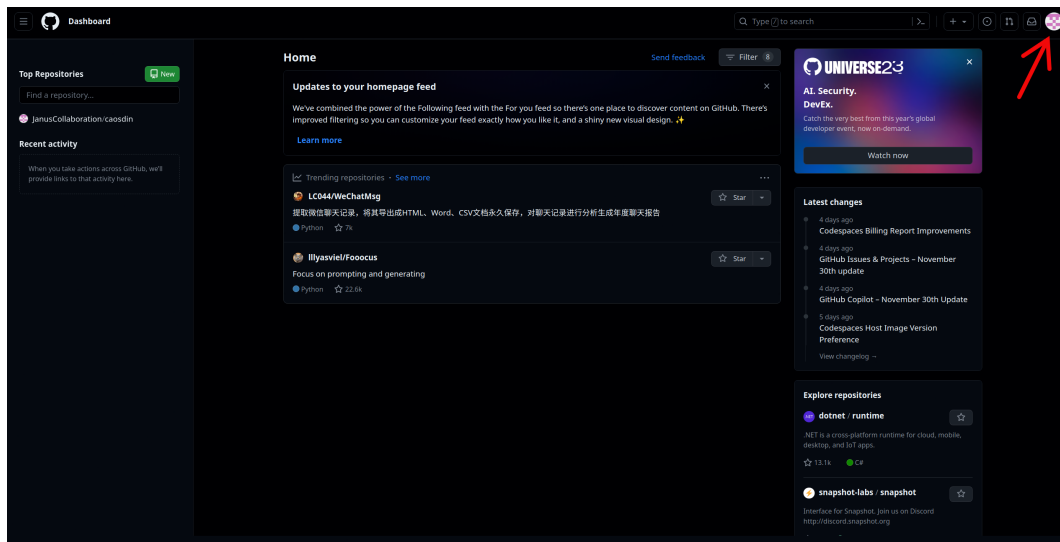 Dashboard
Type / to search
Top Repositories
New
Find a repository...
JanusCollaboration/caosdin
Recent activity
When you take actions across GitHub, we'll
provide links to that activity here.
Home
Send feedback
Filter 8
Updates to your homepage feed
We've combined the power of the Following feed with the For you feed so there's one place to discover content on GitHub. There's
improved filtering so you can customize your feed exactly how you like it, and a shiny new visual design. ✨
Learn more
Trending repositories · See more
LC044/WeChatMsg
Star
提取微信聊天记录，将其导出成HTML、Word、CSV文档永久保存，对聊天记录进行分析生成年度聊天报告
Python 7k
lllyasviel/Fooocus
Star
Focus on prompting and generating
Python 22.6k
UNIVERSE23
AI. Security.
DevEx.
Catch the very best from this year's global
developer event, now on-demand.
Watch now
Latest changes
4 days ago
Codespaces Billing Report Improvements
4 days ago
GitHub Issues & Projects – November
30th update
4 days ago
GitHub Copilot – November 30th Update
5 days ago
Codespaces Host Image Version
Preference
View changelog →
Explore repositories
dotnet / runtime
.NET is a cross-platform runtime for cloud, mobile,
desktop, and IoT apps.
13.1k C#
snapshot-labs / snapshot
Interface for Snapshot. Join us on Discord
http://discord.snapshot.org